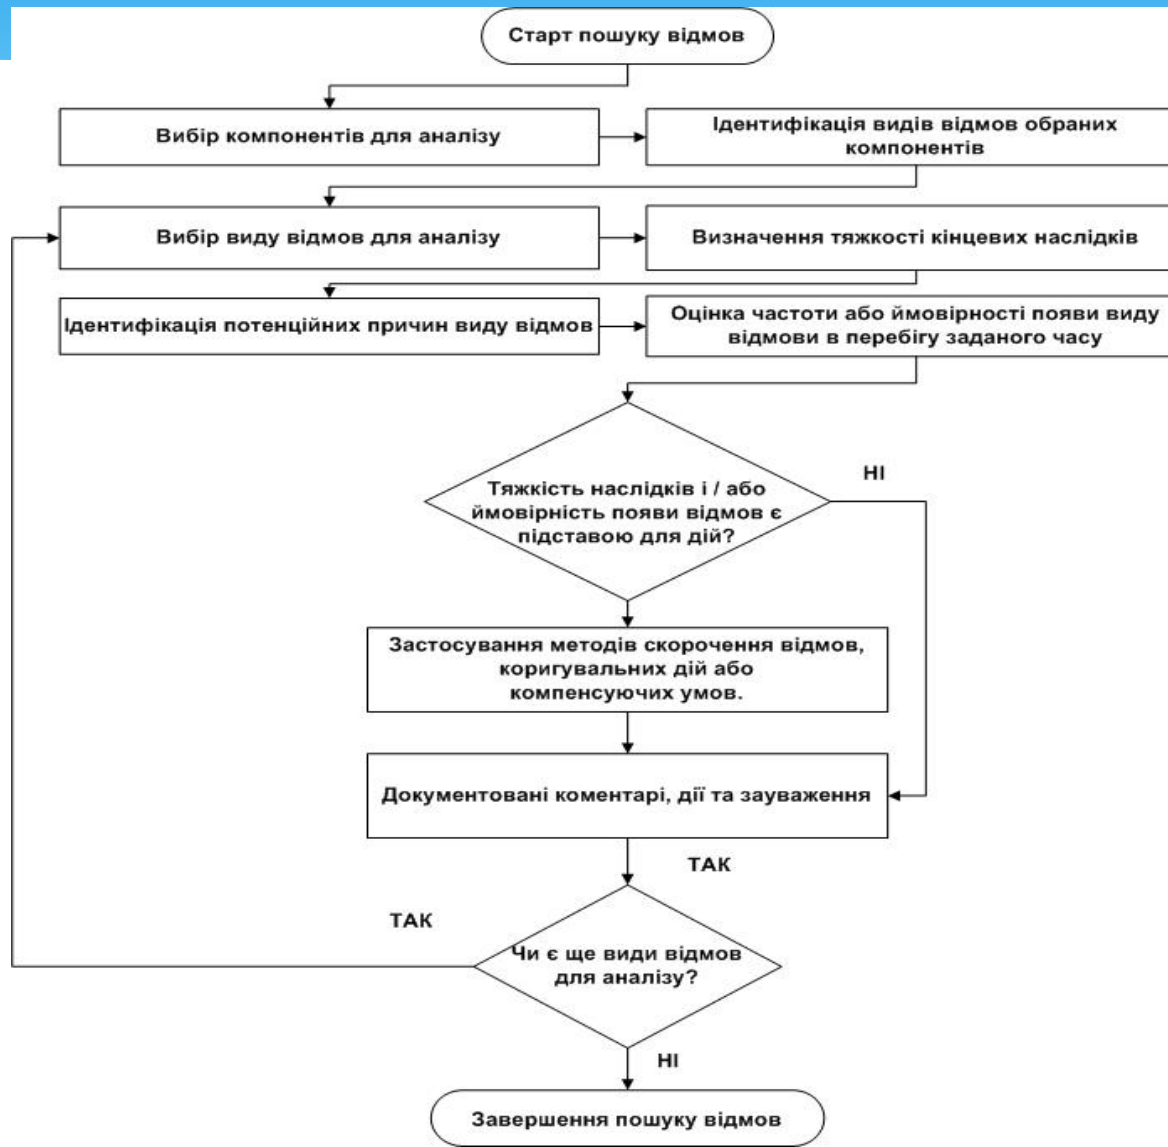 Старт пошуку відмов
Вибір компонентів для аналізу
Ідентифікація видів відмов обраних
компонентів
Вибір виду відмов для аналізу
Визначення тяжкості кінцевих наслідків
Ідентифікація потенційних причин виду відмов
Оцінка частоти або ймовірності появи виду
відмови в перебігу заданого часу
НІ
Тяжкість наслідків і / або
ймовірність появи відмов є
підставою для дій?
Застосування методів скорочення відмов,
коригувальних дій або
компенсуючих умов.
Документовані коментарі, дії та зауваження
ТАК
ТАК
Чи є ще види відмов
для аналізу?
НІ
Завершення пошуку відмов